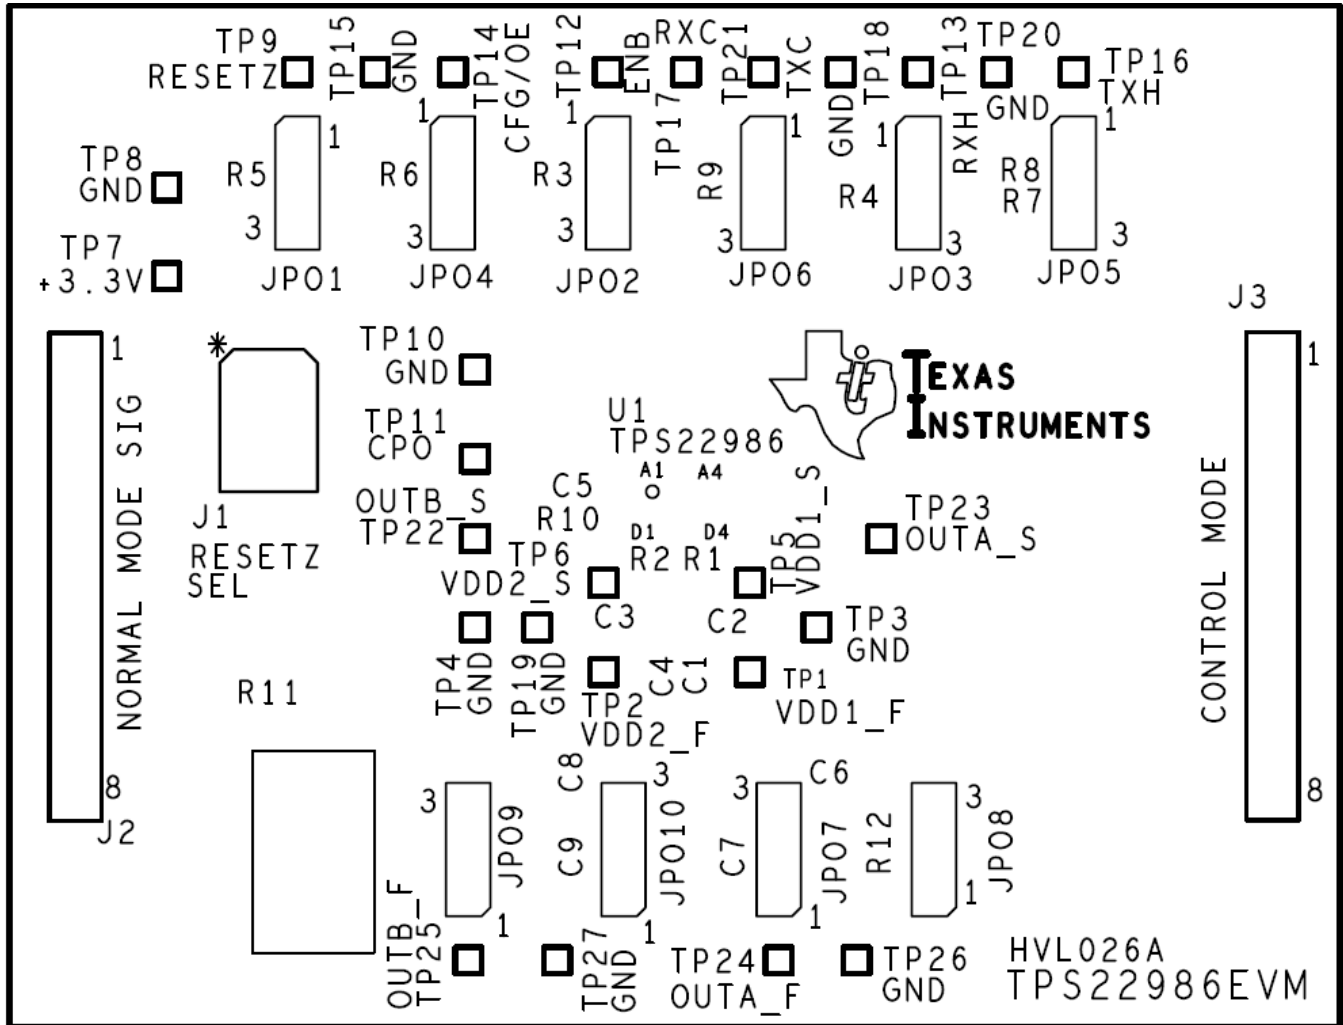 TP9
RESETZ
TP15
GND
TP14
CFG/OE
TP12
ENB
RXC
TP17
TP21
TXC
GND
TP18
TP13
RXH
TP20
GND
TP16
TXH
TP8
GND
TP7
+3.3V
R5
1
3
JP01
R6
1
3
JP04
R3
1
3
JP02
R9
1
3
JP06
R4
1
3
JP03
R8
R7
1
3
JP05
J3
1
CONTROL MODE
8
1
NORMAL MODE SIG
8
J2
*
J1
RESETZ
SEL
TP10
GND
TP11
CPO
OUTB_S
TP22
U1
TPS22986
A1 A4
D1 D4
C5
R10
R2 R1
TEXAS
INSTRUMENTS
TP5
VDD1_S
TP23
OUTA_S
TP6
VDD2_S
C3
C2
TP3
GND
TP4
GND
TP19
GND
C4
C1
TP2
VDD2_F
TP1
VDD1_F
R11
3
JP09
1
C8
C9
3
JP010
1
C6
C7
3
JP07
1
R12
3
JP08
1
OUTB_F
TP25
TP27
GND
TP24
OUTA_F
TP26
GND
HVL026A
TPS22986EVM